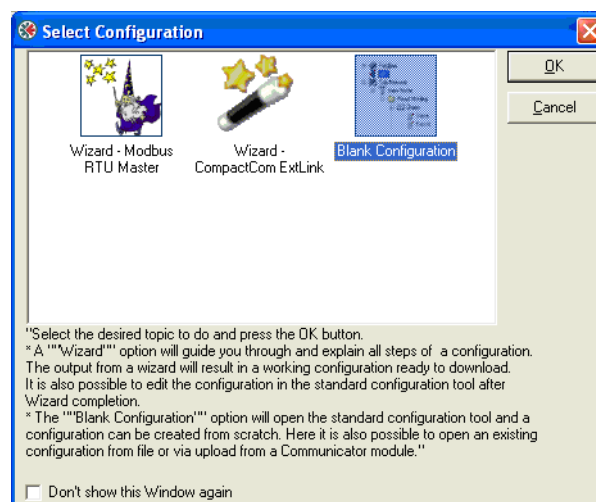 Select Configuration
OK
Cancel
Wizard - Modbus
RTU Master
Wizard -
CompactCom ExtLink
Blank Configuration
"Select the desired topic to do and press the OK button.
* A ""Wizard"" option will guide you through and explain all steps of a configuration.
The output from a wizard will result in a working configuration ready to download.
It is also possible to edit the configuration in the standard configuration tool after
Wizard completion.
* The ""Blank Configuration"" option will open the standard configuration tool and a
configuration can be created from scratch. Here it is also possible to open an existing
configuration from file or via upload from a Communicator module."
Don't show this Window again